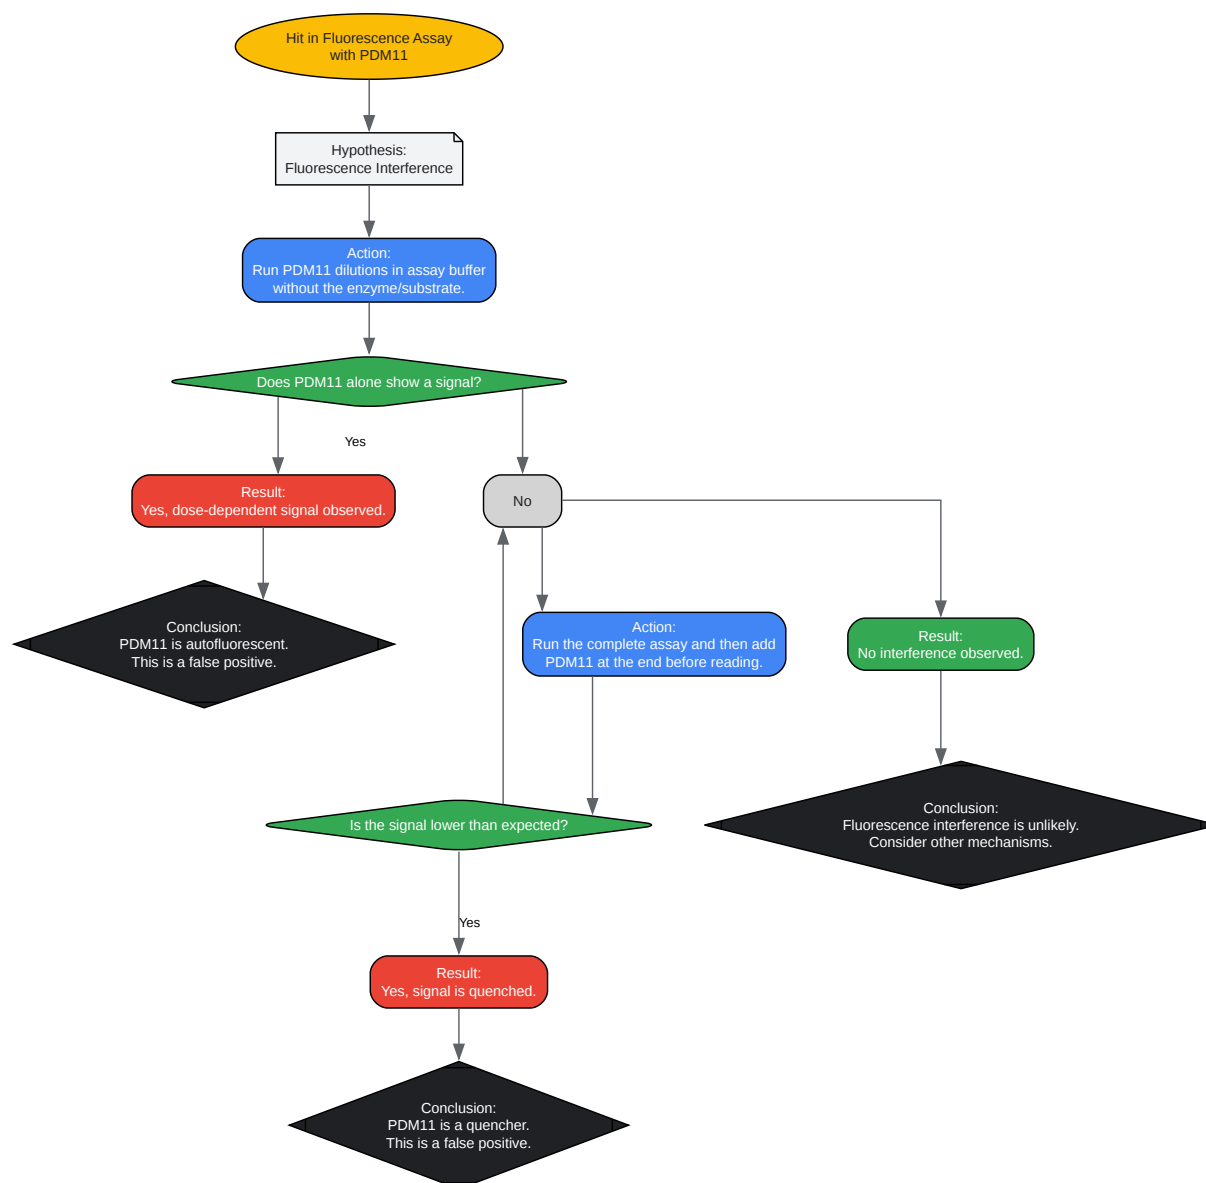 Hit in Fluorescence Assay
with PDM11
Hypothesis:
Fluorescence Interference
Action:
Run PDM11 dilutions in assay buffer
without the enzyme/substrate.
Does PDM11 alone show a signal?
Yes
Result:
Yes, dose-dependent signal observed.
No
Conclusion:
PDM11 is autofluorescent.
This is a false positive.
Action:
Run the complete assay and then add
PDM11 at the end before reading.
Result:
No interference observed.
Is the signal lower than expected?
Conclusion:
Fluorescence interference is unlikely.
Consider other mechanisms.
Yes
Result:
Yes, signal is quenched.
Conclusion:
PDM11 is a quencher.
This is a false positive.